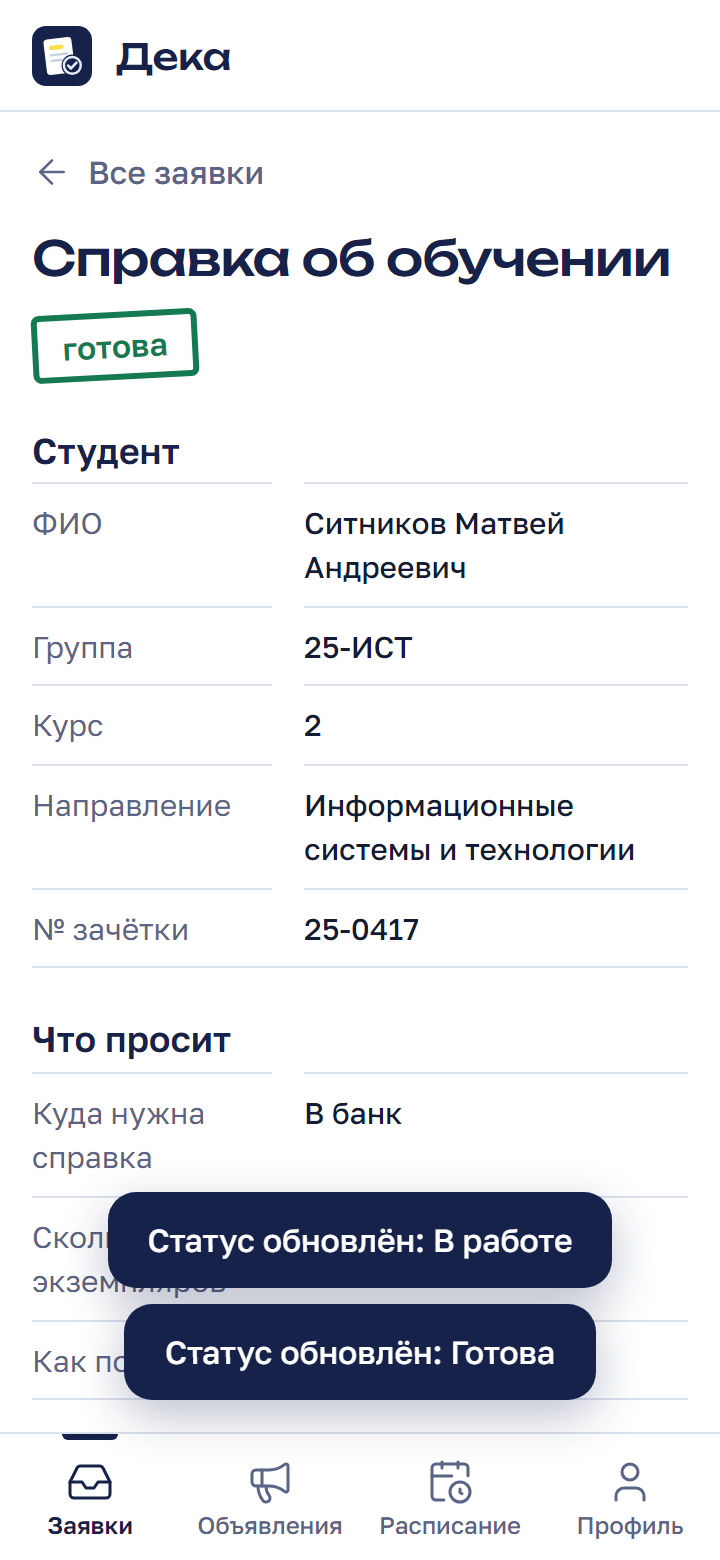 Дека
Все заявки
Справка об обучении
готова
Студент
ФИО
Ситников Матвей
Андреевич
Группа
25-ИСТ
Курс
2
Направление
Информационные
системы и технологии
№ зачётки
25-0417
Что просит
Куда нужна
справка
В банк
Статус обновлён: В работе
Статус обновлён: Готова
Как
Заявки
Объявления
Расписание
Профиль